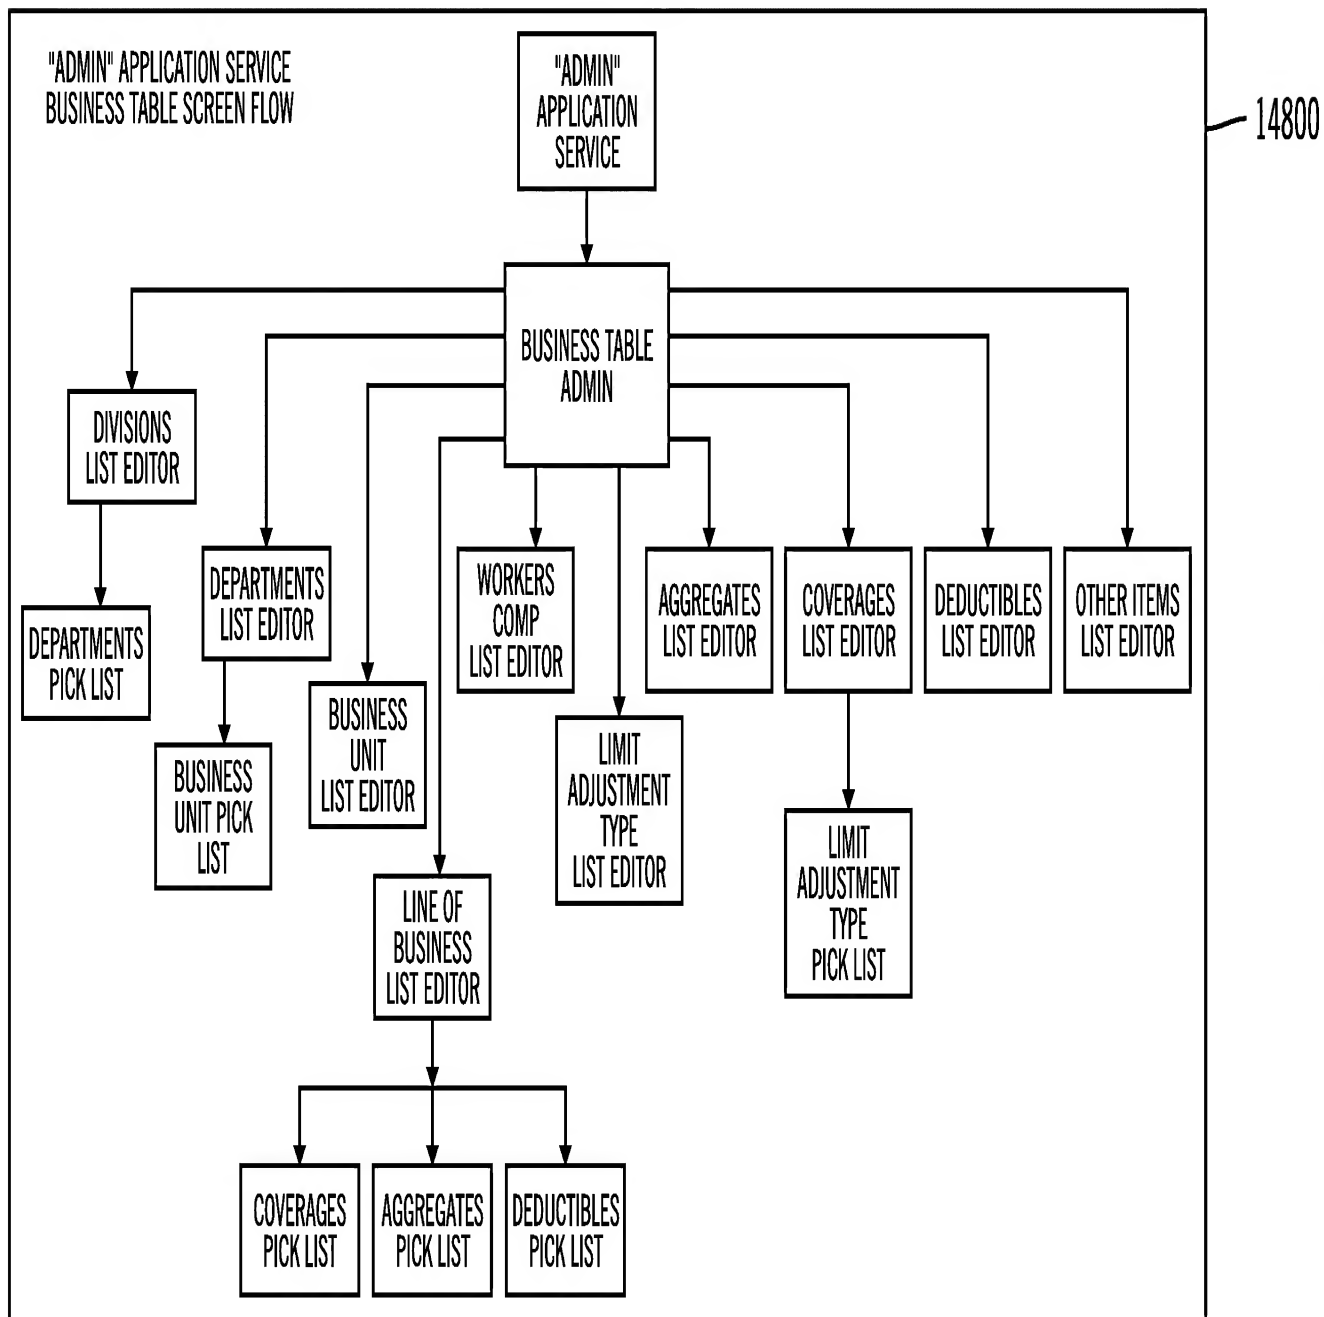 "ADMIN" APPLICATION SERVICE
BUSINESS TABLE SCREEN FLOW
"ADMIN"
APPLICATION
SERVICE
14800
BUSINESS TABLE
ADMIN
DIVISIONS
LIST EDITOR
DEPARTMENTS
PICK LIST
DEPARTMENTS
LIST EDITOR
BUSINESS
UNIT PICK
LIST
BUSINESS
UNIT
LIST EDITOR
LINE OF
BUSINESS
LIST EDITOR
WORKERS
COMP
LIST EDITOR
LIMIT
ADJUSTMENT
TYPE
LIST EDITOR
AGGREGATES
LIST EDITOR
COVERAGES
LIST EDITOR
LIMIT
ADJUSTMENT
TYPE
PICK LIST
DEDUCTIBLES
LIST EDITOR
OTHER ITEMS
LIST EDITOR
COVERAGES
PICK LIST
AGGREGATES
PICK LIST
DEDUCTIBLES
PICK LIST